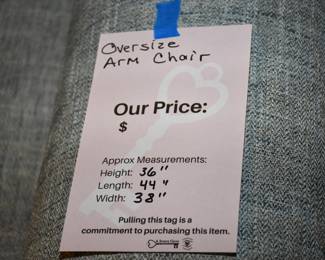 Oversize
Arm Chair
Our Price:
$
Approx Measurements:
Height: 36"
Length: 44"
Width: 38"
Pulling this tag is a
commitment to purchasing this item.